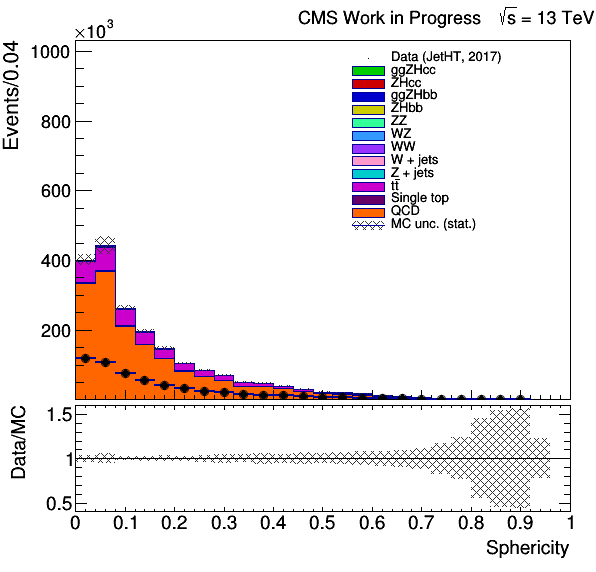 CMS Work in Progress √s = 13 TeV
×10³
Events/0.04
1000
800
600
400
200
Data (JetHT, 2017)
ggZHcc
ZHcc
ggZHbb
ZHbb
ZZ
WZ
WW
W + jets
Z + jets
tt̄
Single top
QCD
MC unc. (stat.)
Data/MC
1.5
1
0.5
0 0.1 0.2 0.3 0.4 0.5 0.6 0.7 0.8 0.9 1
Sphericity